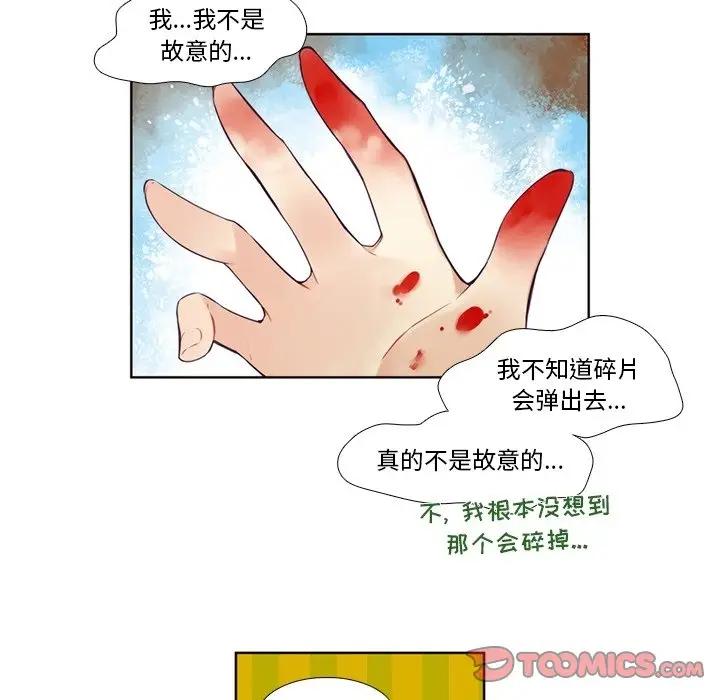 我...我不是
故意的...
我不知道碎片
会弹出去...
真的不是故意的...
不，我根本没想到
那个会碎掉...
TOOMICS.COM